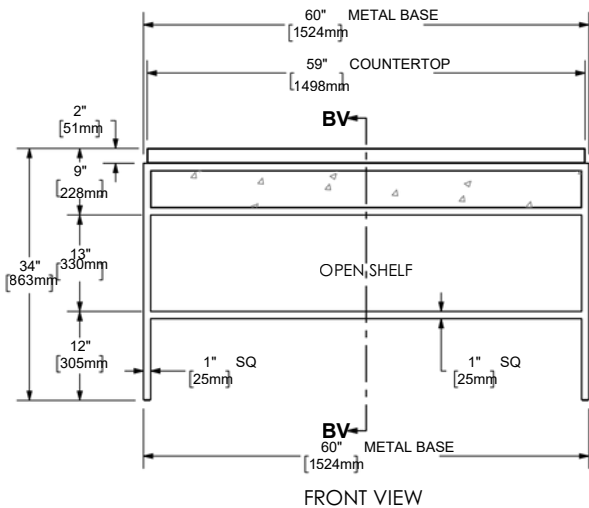 60" METAL BASE
[1524mm]
59" COUNTERTOP
[1498mm]
2"
[51mm]
BV
9"
[228mm]
13"
[330mm]
34"
[863mm]
OPEN SHELF
12"
[305mm]
1" SQ
[25mm]
1" SQ
[25mm]
BV
60" METAL BASE
[1524mm]
FRONT VIEW